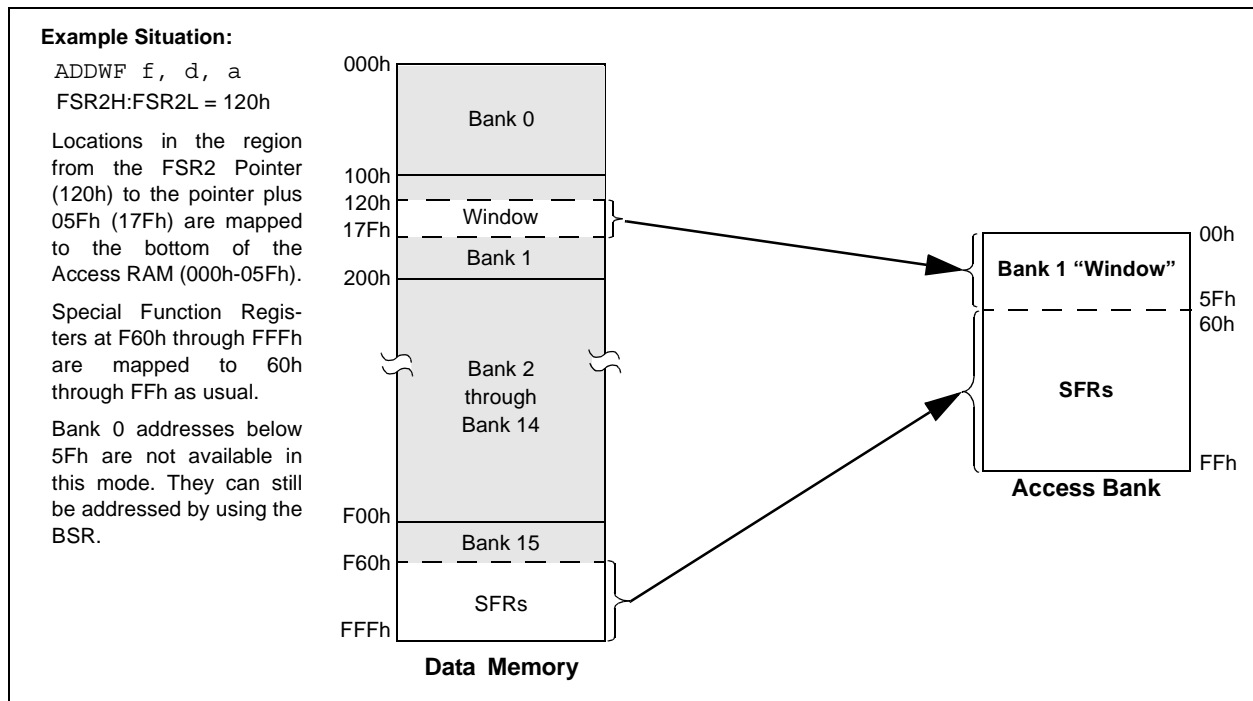 Example Situation:
ADDWF f, d, a
FSR2H:FSR2L = 120h
Locations in the region
from the FSR2 Pointer
(120h) to the pointer plus
05Fh (17Fh) are mapped
to the bottom of the
Access RAM (000h-05Fh).
Special Function Regis-
ters at F60h through FFFh
are mapped to 60h
through FFh as usual.
Bank 0 addresses below
5Fh are not available in
this mode. They can still
be addressed by using the
BSR.
000h
Bank 0
100h
120h
Window
17Fh
Bank 1
200h
Bank 2
through
Bank 14
F00h
Bank 15
F60h
SFRs
FFFh
Data Memory
00h
Bank 1 “Window”
5Fh
60h
SFRs
FFh
Access Bank